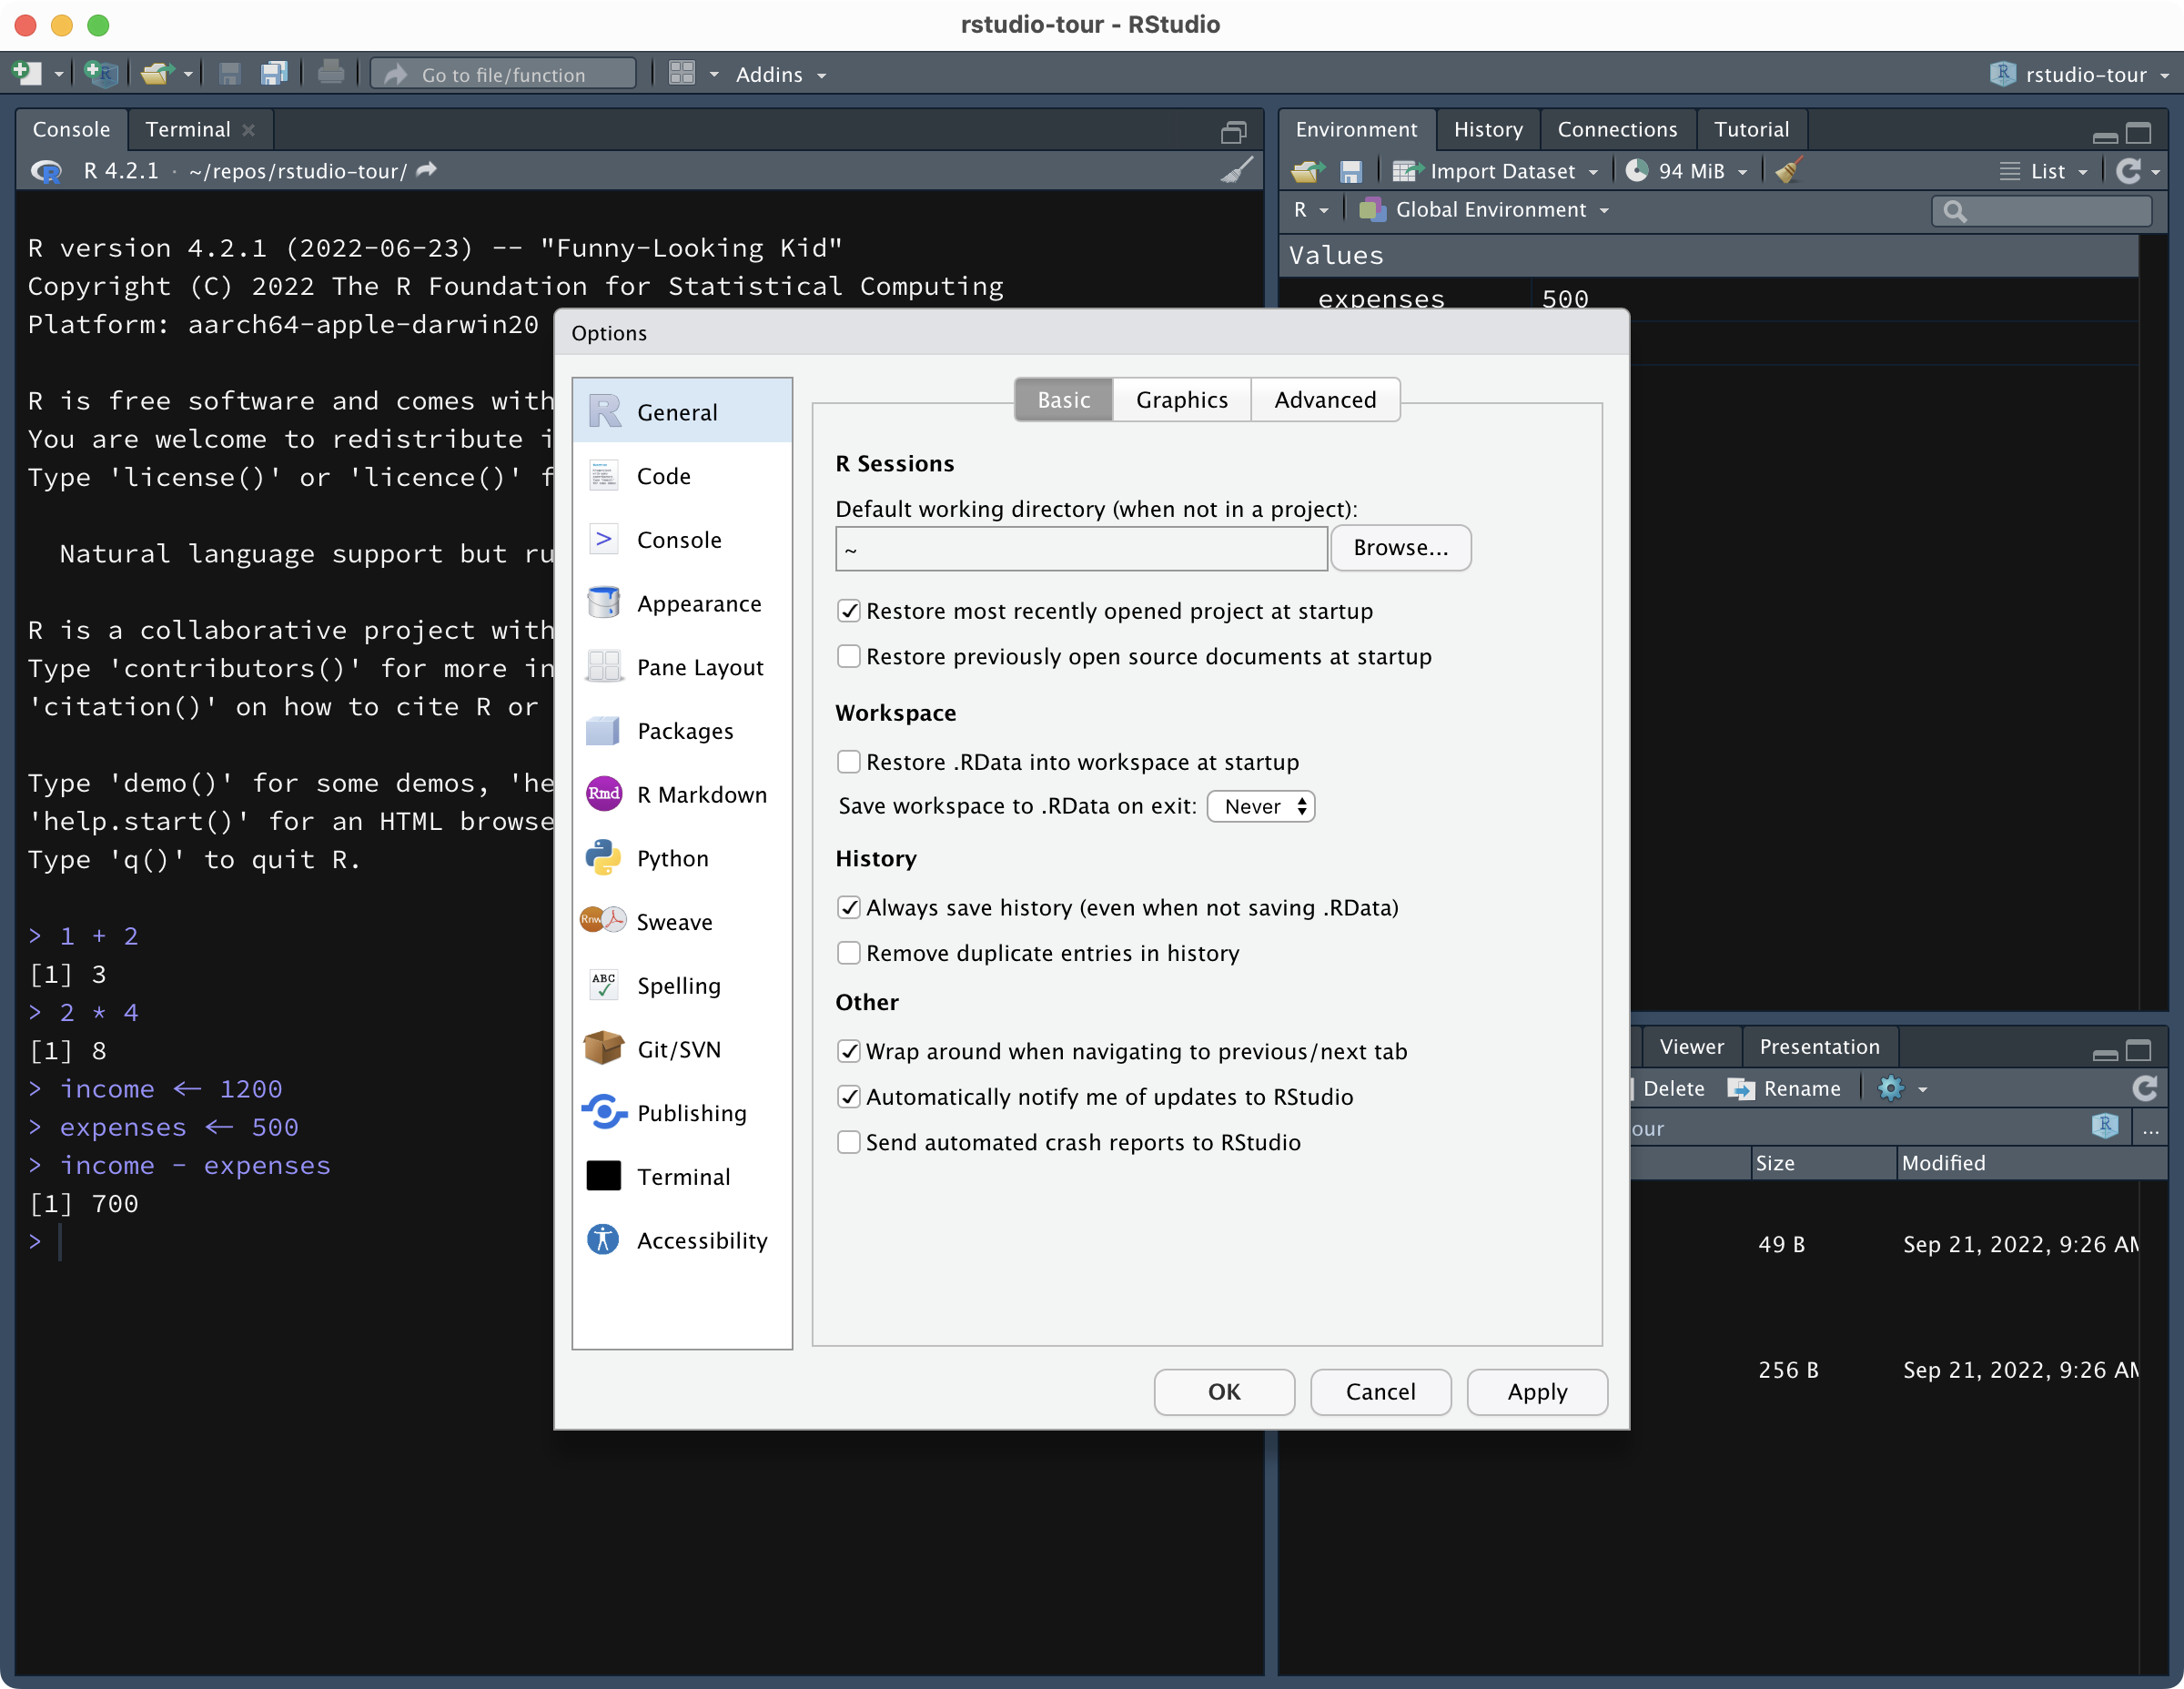 rstudio-tour - RStudio
Go to file/function
Addins
rstudio-tour
Console
Terminal
R 4.2.1 · ~/repos/rstudio-tour/
R version 4.2.1 (2022-06-23) -- "Funny-Looking Kid"
Copyright (C) 2022 The R Foundation for Statistical Computing
Platform: aarch64-apple-darwin20
R is free software and comes with
You are welcome to redistribute i
Type 'license()' or 'licence()' f
Natural language support but ru
R is a collaborative project with
Type 'contributors()' for more in
'citation()' on how to cite R or
Type 'demo()' for some demos, 'he
'help.start()' for an HTML browse
Type 'q()' to quit R.
> 1 + 2
[1] 3
> 2 * 4
[1] 8
> income <- 1200
> expenses <- 500
> income - expenses
[1] 700
>
Environment
History
Connections
Tutorial
Import Dataset
94 MiB
List
R
Global Environment
Values
expenses 500
Options
General
Code
Console
Appearance
Pane Layout
Packages
Rmd
R Markdown
Python
Rnw
Sweave
ABC
Spelling
Git/SVN
Publishing
Terminal
Accessibility
Basic
Graphics
Advanced
R Sessions
Default working directory (when not in a project):
~
Browse...
Restore most recently opened project at startup
Restore previously open source documents at startup
Workspace
Restore .RData into workspace at startup
Save workspace to .RData on exit: Never
History
Always save history (even when not saving .RData)
Remove duplicate entries in history
Other
Wrap around when navigating to previous/next tab
Automatically notify me of updates to RStudio
Send automated crash reports to RStudio
OK
Cancel
Apply
Viewer
Presentation
Delete
Rename
our
...
Size
Modified
49 B
Sep 21, 2022, 9:26 AM
256 B
Sep 21, 2022, 9:26 AM